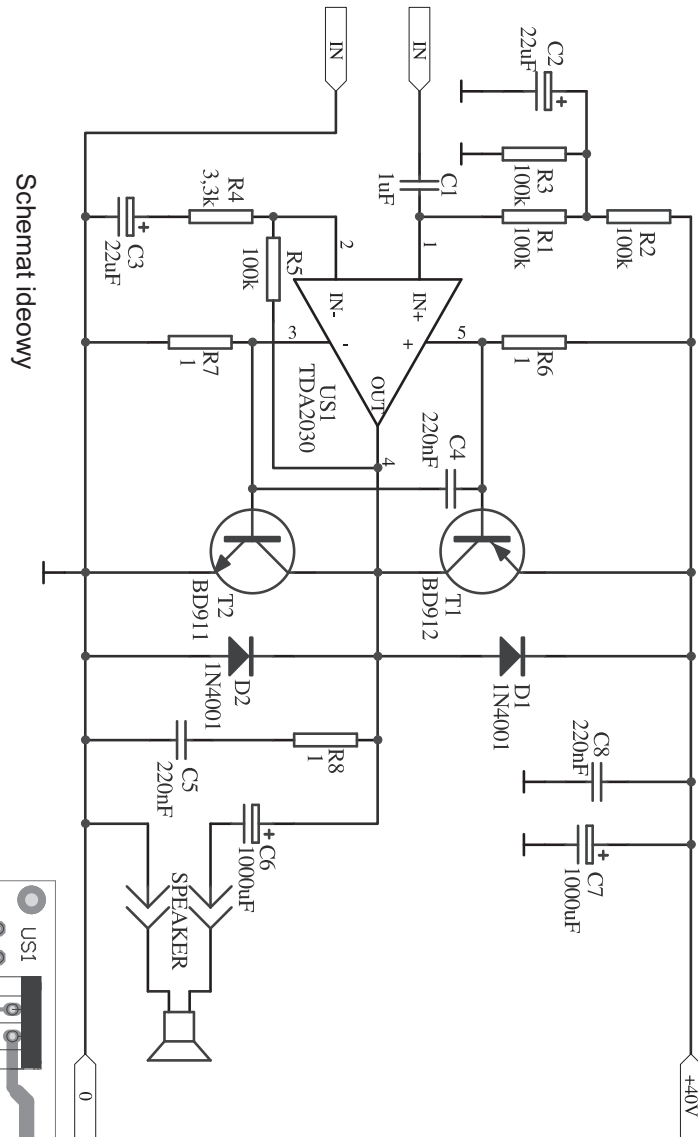 Schemat ideowy
IN
IN
C2
22uF
+
R3
100k
C1
1uF
R1
100k
R2
100k
R4
3,3k
C3
22uF
+
R5
100k
1
2
IN+
IN-
+
-
OUT
3
5
4
US1
TDA2030
R6
1
R7
1
C4
220nF
T1
BD912
T2
BD911
D1
1N4001
D2
1N4001
R8
1
C5
220nF
C6
1000uF
+
C8
220nF
C7
1000uF
+
SPEAKER
+40V
0
US1